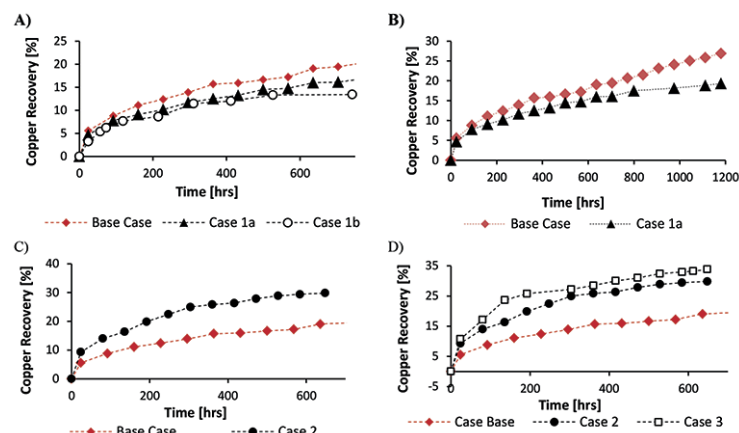 A)
Copper Recovery [%]
25
20
15
10
5
0
0 200 400 600
Time [hrs]
Base Case Case 1a Case 1b
B)
Copper Recovery [%]
30
25
20
15
10
5
0
0 200 400 600 800 1000 1200
Time [hrs]
Base Case Case 1a
C)
Copper Recovery [%]
40
30
20
10
0
0 200 400 600
Time [hrs]
Base Case Case 2
D)
Copper Recovery [%]
35
25
15
5
-5
0 200 400 600
Time [hrs]
Case Base Case 2 Case 3